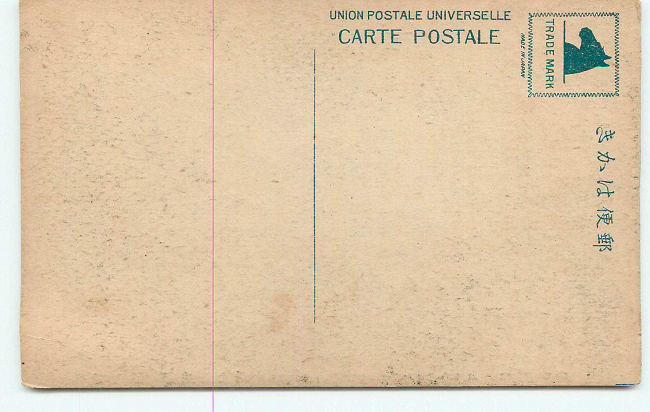 UNION POSTALE UNIVERSELLE
CARTE POSTALE
TRADE MARK
MADE IN JAPAN
郵便はかき